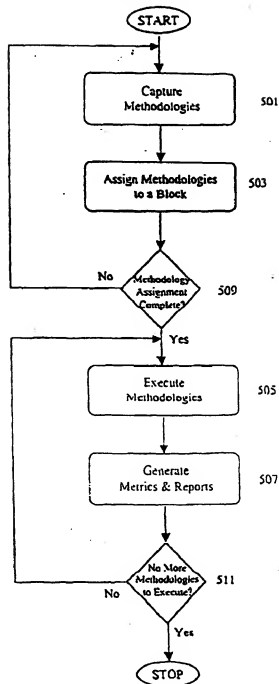 START
Capture
Methodologies
501
Assign Methodologies
to a Block
503
No
Methodology
Assignment
Complete?
509
Yes
Execute
Methodologies
505
Generate
Metrics & Reports
507
No More
Methodologies
to Execute?
511
No
Yes
STOP